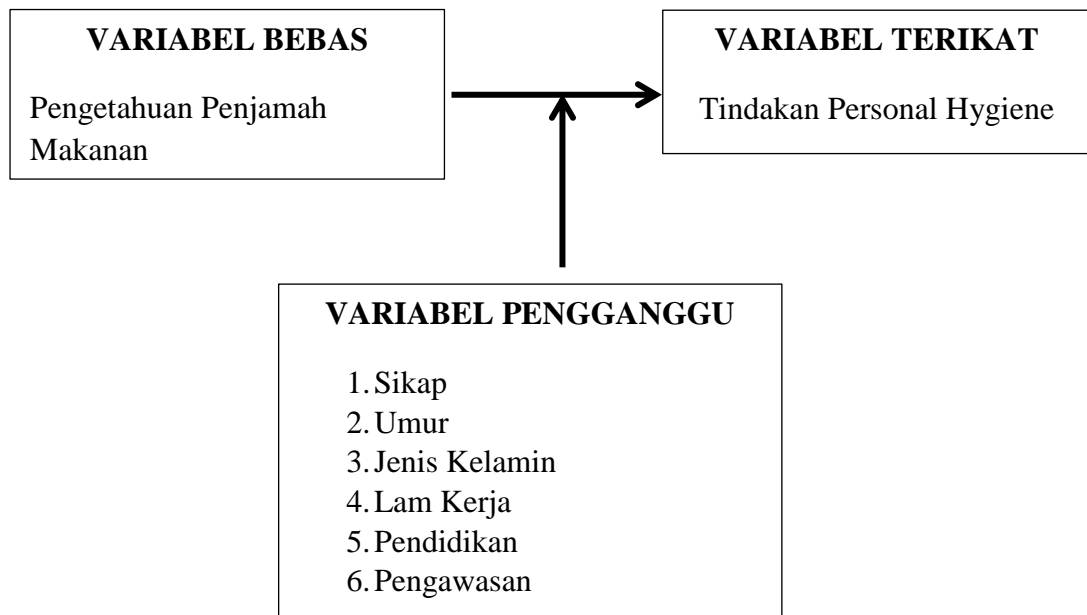 VARIABEL BEBAS
Pengetahuan Penjamah
Makanan
VARIABEL TERIKAT
Tindakan Personal Hygiene
VARIABEL PENGGANGGU
1. Sikap
2. Umur
3. Jenis Kelamin
4. Lam Kerja
5. Pendidikan
6. Pengawasan